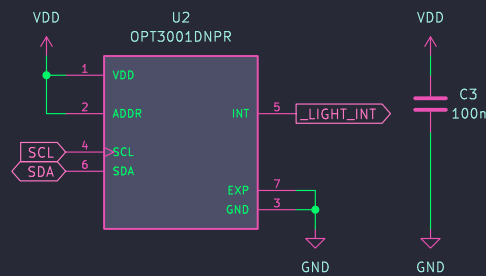 VDD
U2
OPT3001DNPR
VDD
1
VDD
2
ADDR
INT
5
_LIGHT_INT
C3
100n
SCL
4
SCL
SDA
6
SDA
EXP
7
GND
3
GND
GND